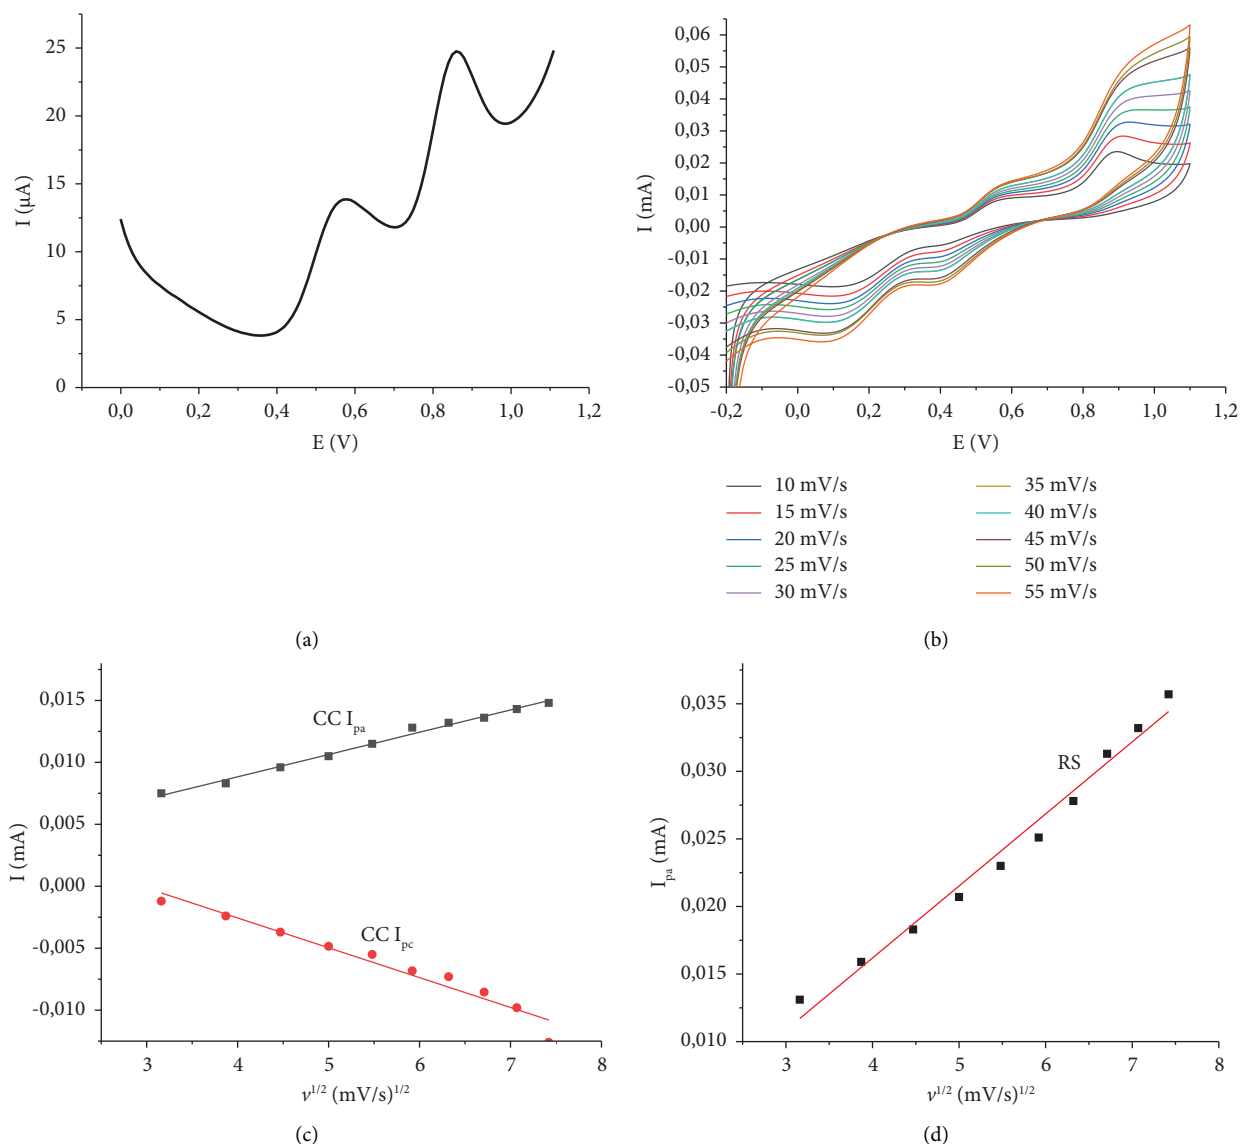 25
20
15
10
5
0
I (μA)
0,0 0,2 0,4 0,6 0,8 1,0 1,2
E (V)
(a)
0,06
0,05
0,04
0,03
0,02
0,01
0,00
-0,01
-0,02
-0,03
-0,04
-0,05
I (mA)
-0,2 0,0 0,2 0,4 0,6 0,8 1,0 1,2
E (V)
10 mV/s
15 mV/s
20 mV/s
25 mV/s
30 mV/s
35 mV/s
40 mV/s
45 mV/s
50 mV/s
55 mV/s
(b)
0,015
0,010
0,005
0,000
-0,005
-0,010
I (mA)
CC I_pa
CC I_pc
3 4 5 6 7 8
v^1/2 (mV/s)^1/2
(c)
0,035
0,030
0,025
0,020
0,015
0,010
I_pa (mA)
RS
3 4 5 6 7 8
v^1/2 (mV/s)^1/2
(d)